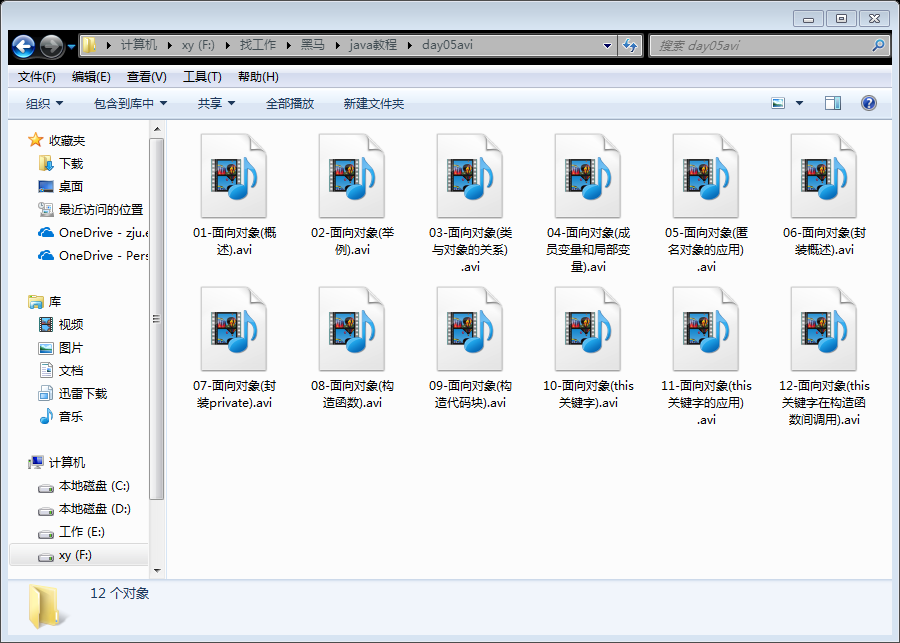 计算机 xy (F:) 找工作 黑马 java教程 day05avi
搜索 day05avi
文件(F) 编辑(E) 查看(V) 工具(T) 帮助(H)
组织 包含到库中 共享 全部播放 新建文件夹
收藏夹
下载
桌面
最近访问的位置
OneDrive - zju.e
OneDrive - Pers
库
视频
图片
文档
迅雷下载
音乐
计算机
本地磁盘 (C:)
本地磁盘 (D:)
工作 (E:)
xy (F:)
01-面向对象(概
述).avi
02-面向对象(举
例).avi
03-面向对象(类
与对象的关系)
.avi
04-面向对象(成
员变量和局部变
量).avi
05-面向对象(匿
名对象的应用)
.avi
06-面向对象(封
装概述).avi
07-面向对象(封
装private).avi
08-面向对象(构
造函数).avi
09-面向对象(构
造代码块).avi
10-面向对象(this
关键字).avi
11-面向对象(this
关键字的应用)
.avi
12-面向对象(this
关键字在构造函
数间调用).avi
12 个对象